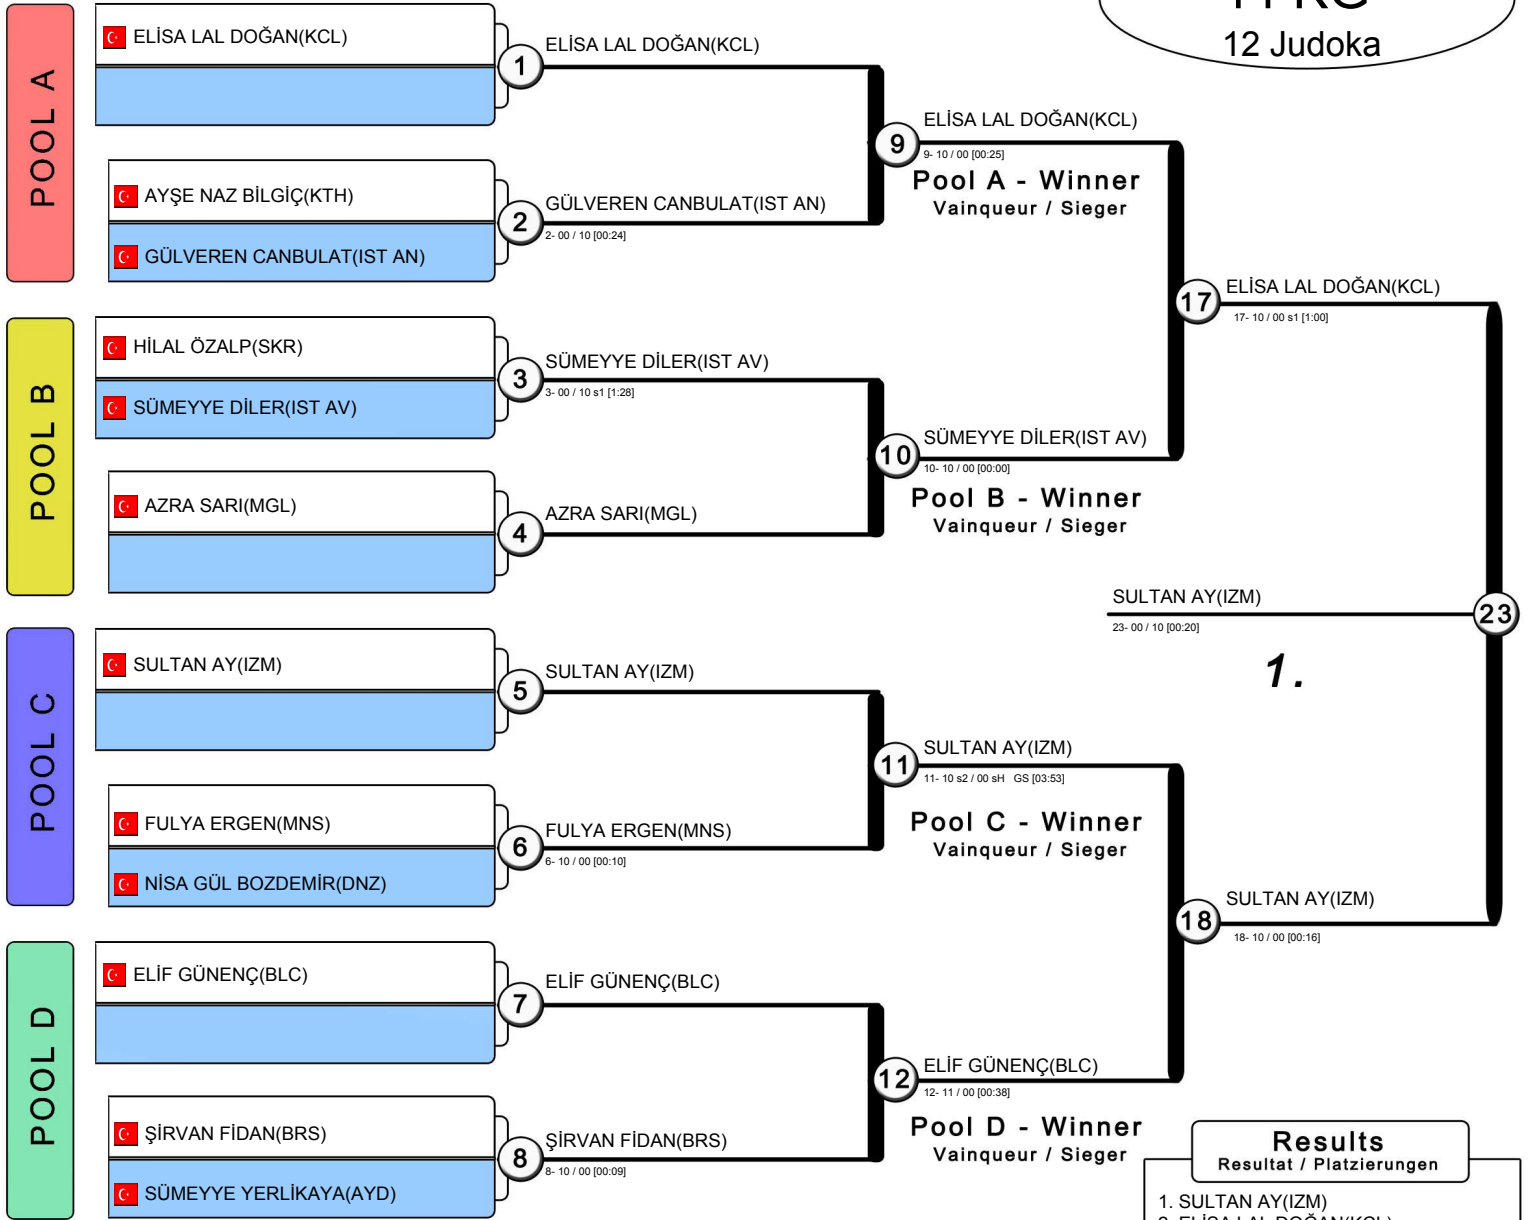 12 Judoka
POOL A
ELİSA LAL DOĞAN(KCL)
1
ELİSA LAL DOĞAN(KCL)
AYŞE NAZ BİLGİÇ(KTH)
GÜLVEREN CANBULAT(IST AN)
2
GÜLVEREN CANBULAT(IST AN)
2- 00 / 10 [00:24]
9
ELİSA LAL DOĞAN(KCL)
9- 10 / 00 [00:25]
Pool A - Winner
Vainqueur / Sieger
POOL B
HİLAL ÖZALP(SKR)
SÜMEYYE DİLER(IST AV)
3
SÜMEYYE DİLER(IST AV)
3- 00 / 10 s1 [1:28]
AZRA SARI(MGL)
4
AZRA SARI(MGL)
10
SÜMEYYE DİLER(IST AV)
10- 10 / 00 [00:00]
Pool B - Winner
Vainqueur / Sieger
17
ELİSA LAL DOĞAN(KCL)
17- 10 / 00 s1 [1:00]
SULTAN AY(IZM)
23
23- 00 / 10 [00:20]
1.
POOL C
SULTAN AY(IZM)
5
SULTAN AY(IZM)
FULYA ERGEN(MNS)
NİSA GÜL BOZDEMİR(DNZ)
6
FULYA ERGEN(MNS)
6- 10 / 00 [00:10]
11
SULTAN AY(IZM)
11- 10 s2 / 00 sH GS [03:53]
Pool C - Winner
Vainqueur / Sieger
18
SULTAN AY(IZM)
18- 10 / 00 [00:16]
POOL D
ELİF GÜNENÇ(BLC)
7
ELİF GÜNENÇ(BLC)
ŞİRVAN FİDAN(BRS)
SÜMEYYE YERLİKAYA(AYD)
8
ŞİRVAN FİDAN(BRS)
8- 10 / 00 [00:09]
12
ELİF GÜNENÇ(BLC)
12- 11 / 00 [00:38]
Pool D - Winner
Vainqueur / Sieger
Results
Resultat / Platzierungen
1. SULTAN AY(IZM)
2. ELİSA LAL DOĞAN(KCL)